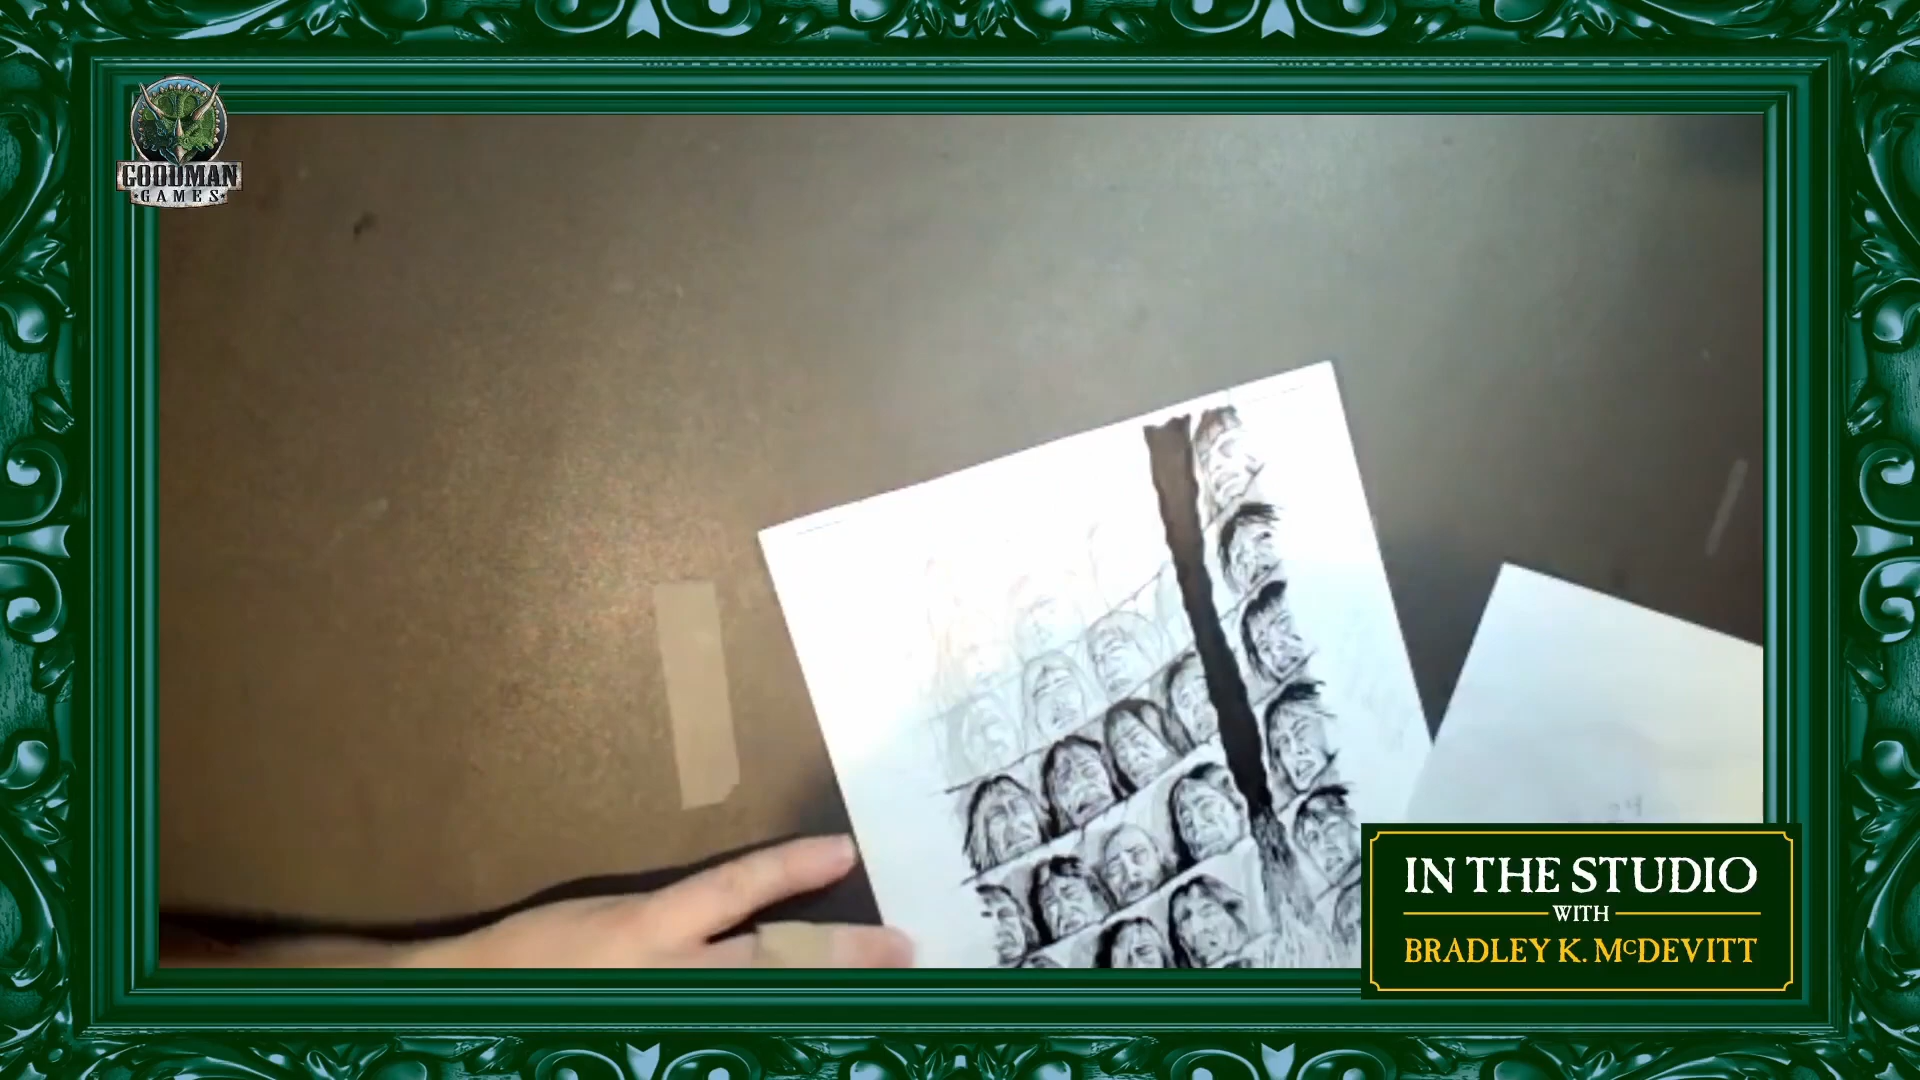 GOODMAN
GAMES
IN THE STUDIO
WITH
BRADLEY K. McDEVITT